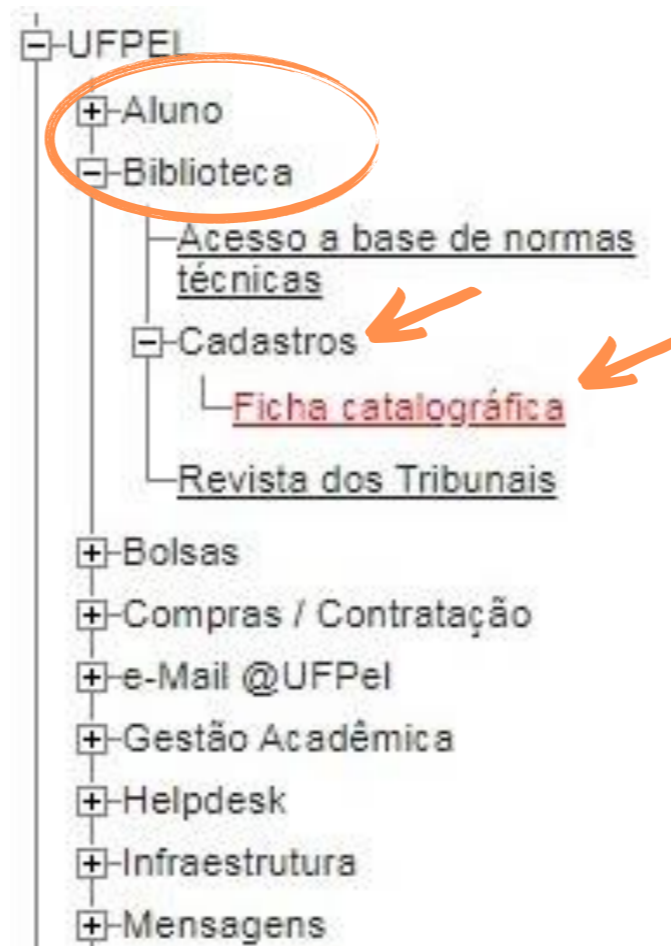 UFPEL
Aluno
Biblioteca
Acesso a base de normas
técnicas
Cadastros
Ficha catalográfica
Revista dos Tribunais
Bolsas
Compras / Contratação
e-Mail @UFPel
Gestão Acadêmica
Helpdesk
Infraestrutura
Mensagens